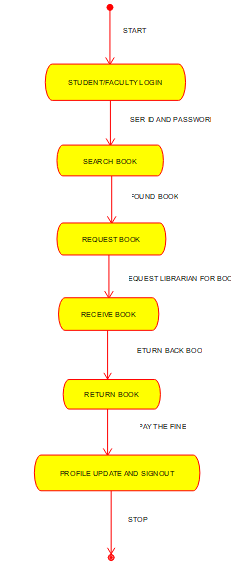 START
STUDENT/FACULTY LOGIN
SER ID AND PASSWOR
SEARCH BOOK
FOUND BOOK
REQUEST BOOK
EQUEST LIBRARIAN FOR BOO
RECEIVE BOOK
ETURN BACK BOO
RETURN BOOK
PAY THE FINE
PROFILE UPDATE AND SIGNOUT
STOP